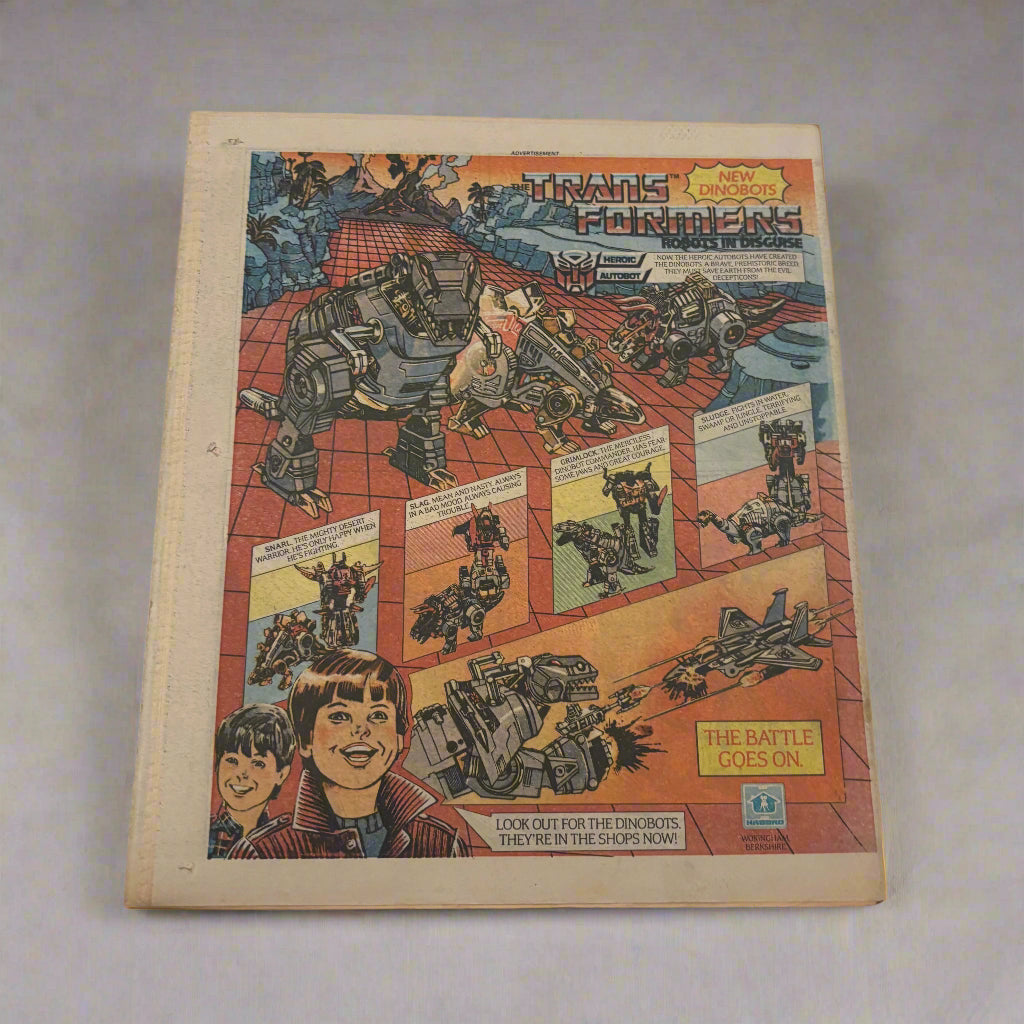 ADVERTISEMENT
THE TRANS™
FORMERS
ROBOTS IN DISGUISE
NEW
DINOBOTS
HEROIC
AUTOBOT
NOW THE HEROIC AUTOBOTS HAVE CREATED
THE DINOBOTS. A BRAVE, PREHISTORIC BREED.
THEY MUST SAVE EARTH FROM THE EVIL
DECEPTICONS!
SLUDGE. FIGHTS IN WATER,
SWAMP OR JUNGLE. TERRIFYING
AND UNSTOPPABLE.
GRIMLOCK. THE MERCILESS
DINOBOT COMMANDER. HAS FEAR-
SOME JAWS AND GREAT COURAGE.
SLAG. MEAN AND NASTY. ALWAYS
IN A BAD MOOD ALWAYS CAUSING
TROUBLE.
SNARL. THE MIGHTY DESERT
WARRIOR. HE'S ONLY HAPPY WHEN
HE'S FIGHTING.
THE BATTLE
GOES ON.
HASBRO
WOKINGHAM
BERKSHIRE
LOOK OUT FOR THE DINOBOTS.
THEY'RE IN THE SHOPS NOW!